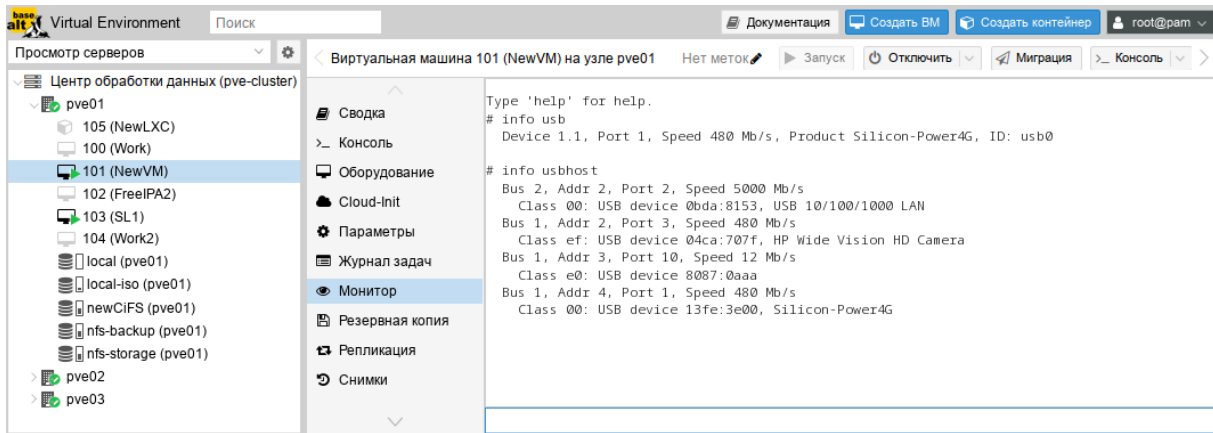 base alt Virtual Environment Поиск Документация Создать ВМ Создать контейнер root@pam
Просмотр серверов
Виртуальная машина 101 (NewVM) на узле pve01 Нет меток Запуск Отключить Миграция >_ Консоль
Центр обработки данных (pve-cluster)
pve01
105 (NewLXC)
100 (Work)
101 (NewVM)
102 (FreeIPA2)
103 (SL1)
104 (Work2)
local (pve01)
local-iso (pve01)
newCiFS (pve01)
nfs-backup (pve01)
nfs-storage (pve01)
pve02
pve03
Сводка
>_ Консоль
Оборудование
Cloud-Init
Параметры
Журнал задач
Монитор
Резервная копия
Репликация
Снимки
Type 'help' for help.
# info usb
Device 1.1, Port 1, Speed 480 Mb/s, Product Silicon-Power4G, ID: usb0
# info usbhost
Bus 2, Addr 2, Port 2, Speed 5000 Mb/s
Class 00: USB device 0bda:8153, USB 10/100/1000 LAN
Bus 1, Addr 2, Port 3, Speed 480 Mb/s
Class ef: USB device 04ca:707f, HP Wide Vision HD Camera
Bus 1, Addr 3, Port 10, Speed 12 Mb/s
Class e0: USB device 8087:0aaa
Bus 1, Addr 4, Port 1, Speed 480 Mb/s
Class 00: USB device 13fe:3e00, Silicon-Power4G